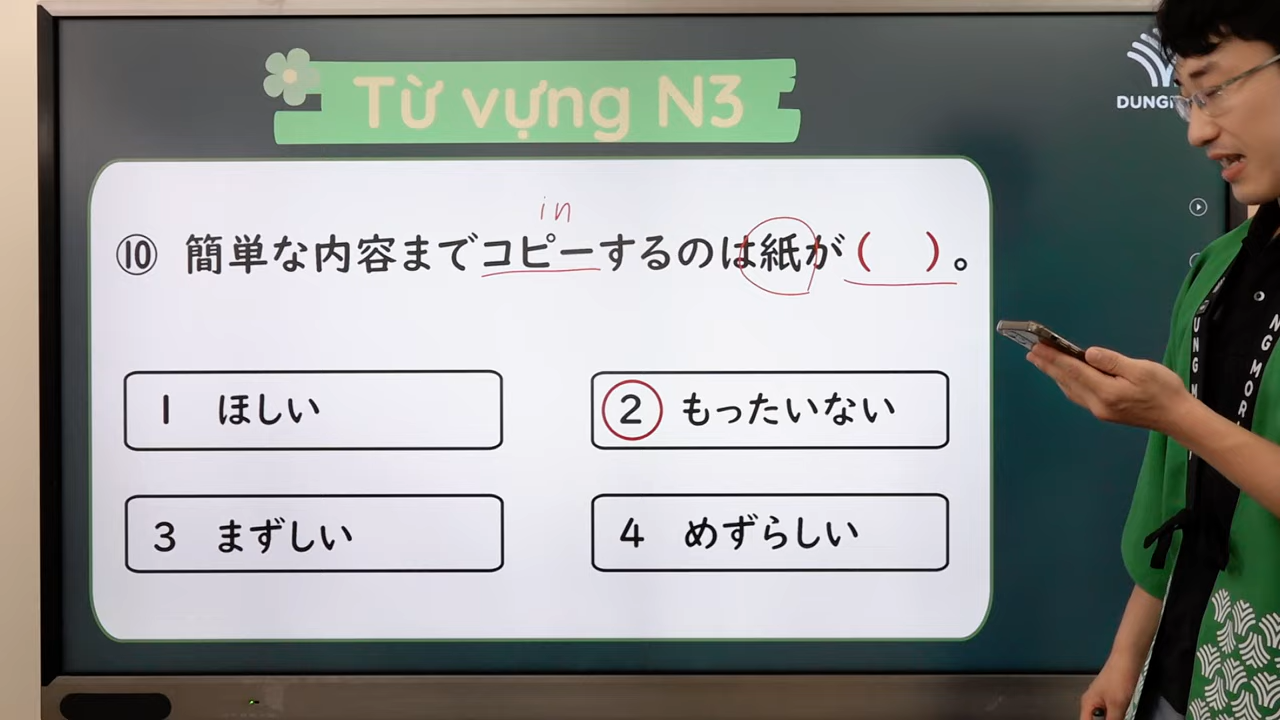 Từ vựng N3
in
⑩ 簡単な内容までコピーするのは紙が（　）。
1 ほしい
② もったいない
3 まずしい
4 めずらしい